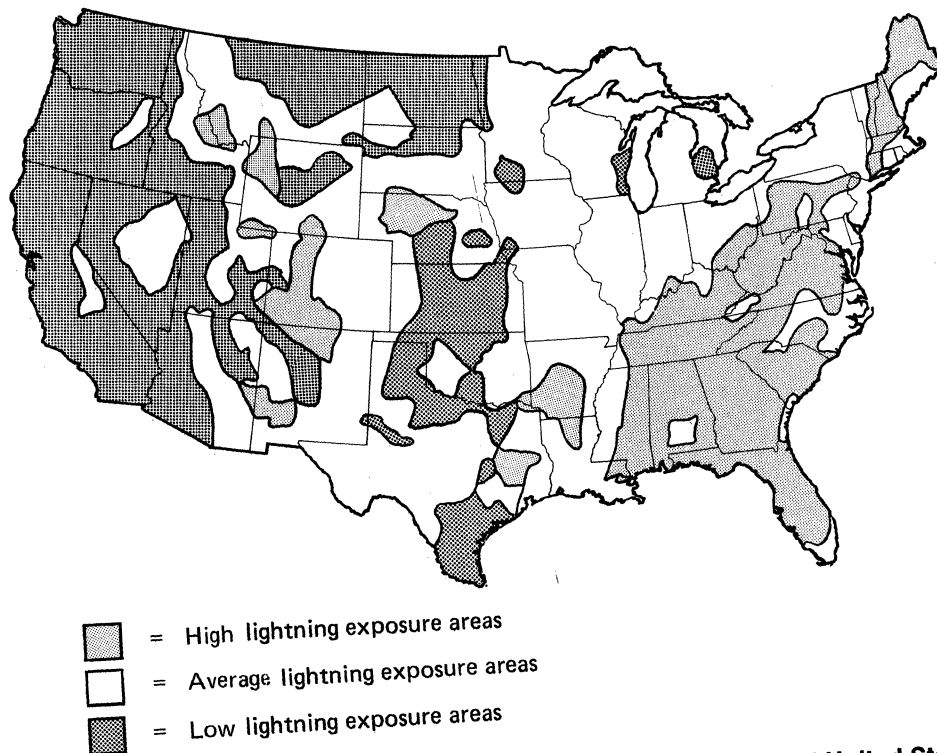 = High lightning exposure areas
= Average lightning exposure areas
= Low lightning exposure areas